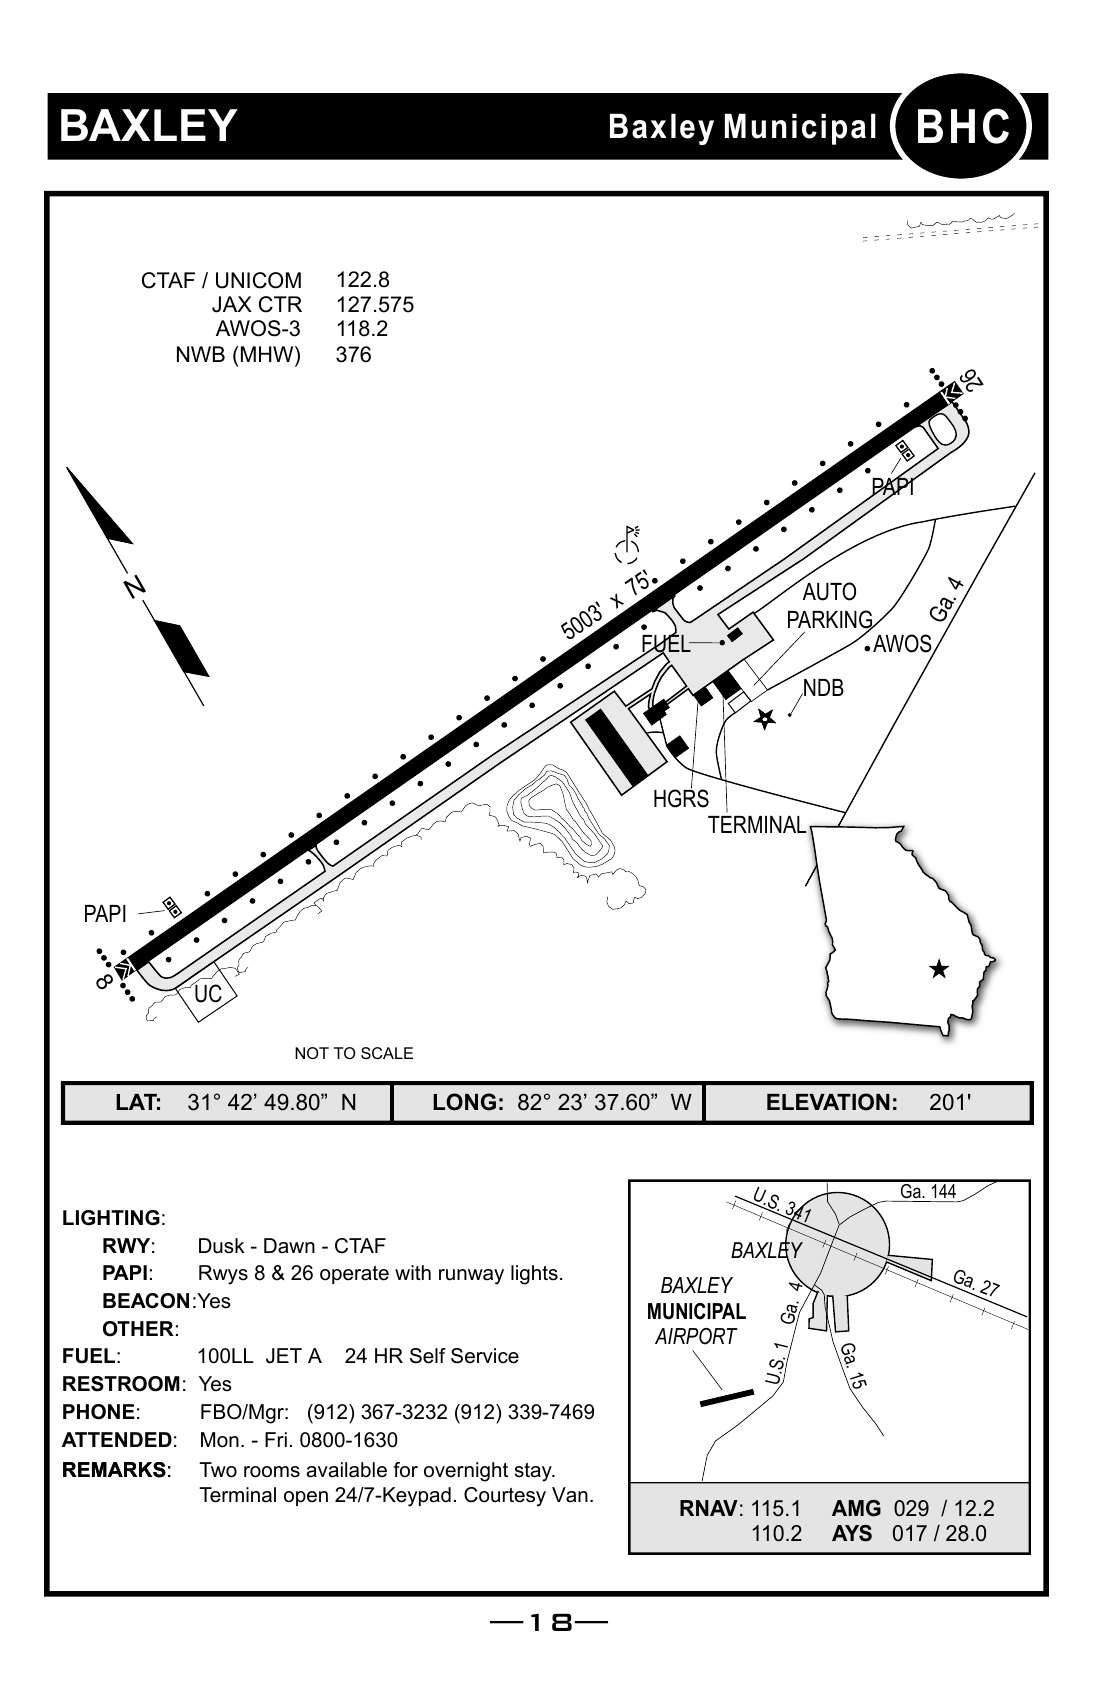 BAXLEY
Baxley Municipal
BHC
CTAF / UNICOM 122.8
JAX CTR 127.575
AWOS-3 118.2
NWB (MHW) 376
26
PAPI
N
5003' x 75'
Ga. 4
AUTO
PARKING
FUEL
AWOS
NDB
HGRS
TERMINAL
PAPI
8
UC
NOT TO SCALE
LAT: 31° 42’ 49.80” N
LONG: 82° 23’ 37.60” W
ELEVATION: 201'
LIGHTING:
RWY: Dusk - Dawn - CTAF
PAPI: Rwys 8 & 26 operate with runway lights.
BEACON:Yes
OTHER:
FUEL: 100LL JET A 24 HR Self Service
RESTROOM: Yes
PHONE: FBO/Mgr: (912) 367-3232 (912) 339-7469
ATTENDED: Mon. - Fri. 0800-1630
REMARKS: Two rooms available for overnight stay.
Terminal open 24/7-Keypad. Courtesy Van.
U.S. 341
Ga. 144
BAXLEY
Ga. 27
BAXLEY
MUNICIPAL
AIRPORT
Ga. 4
U.S. 1
Ga. 15
RNAV: 115.1 AMG 029 / 12.2
110.2 AYS 017 / 28.0
18